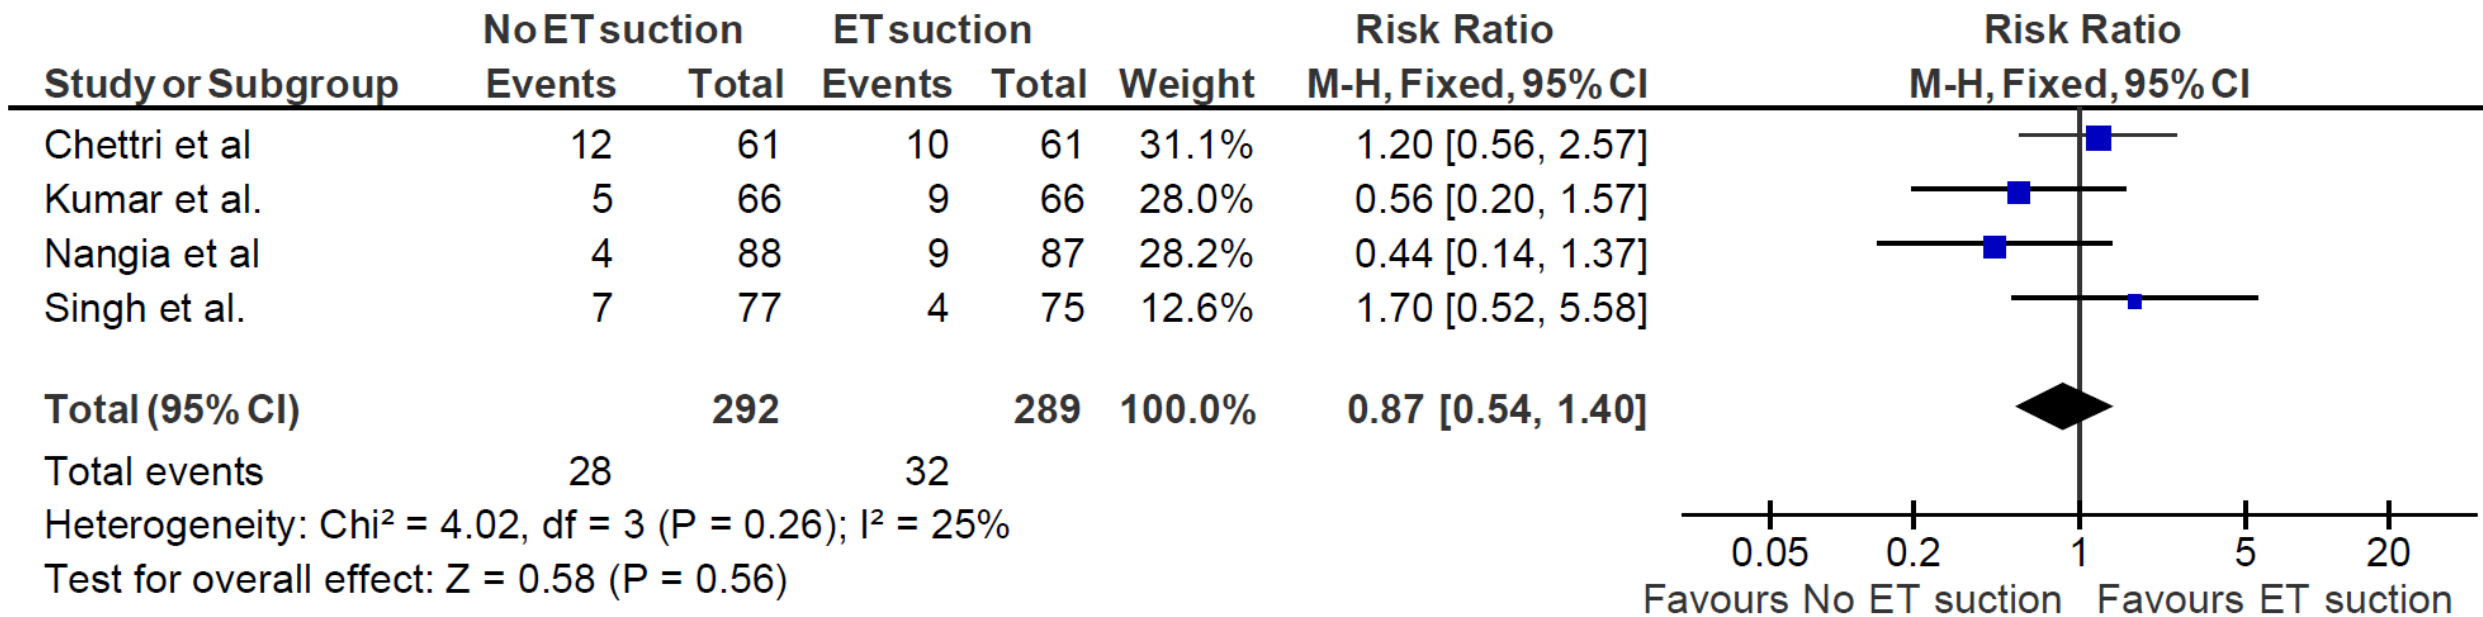 No ET suction ET suction Risk Ratio Risk Ratio
Study or Subgroup Events Total Events Total Weight M-H, Fixed, 95% CI M-H, Fixed, 95% CI
Chettri et al 12 61 10 61 31.1% 1.20 [0.56, 2.57]
Kumar et al. 5 66 9 66 28.0% 0.56 [0.20, 1.57]
Nangia et al 4 88 9 87 28.2% 0.44 [0.14, 1.37]
Singh et al. 7 77 4 75 12.6% 1.70 [0.52, 5.58]
Total (95% CI) 292 289 100.0% 0.87 [0.54, 1.40]
Total events 28 32
Heterogeneity: Chi² = 4.02, df = 3 (P = 0.26); I² = 25%
Test for overall effect: Z = 0.58 (P = 0.56)
0.05 0.2 1 5 20
Favours No ET suction Favours ET suction